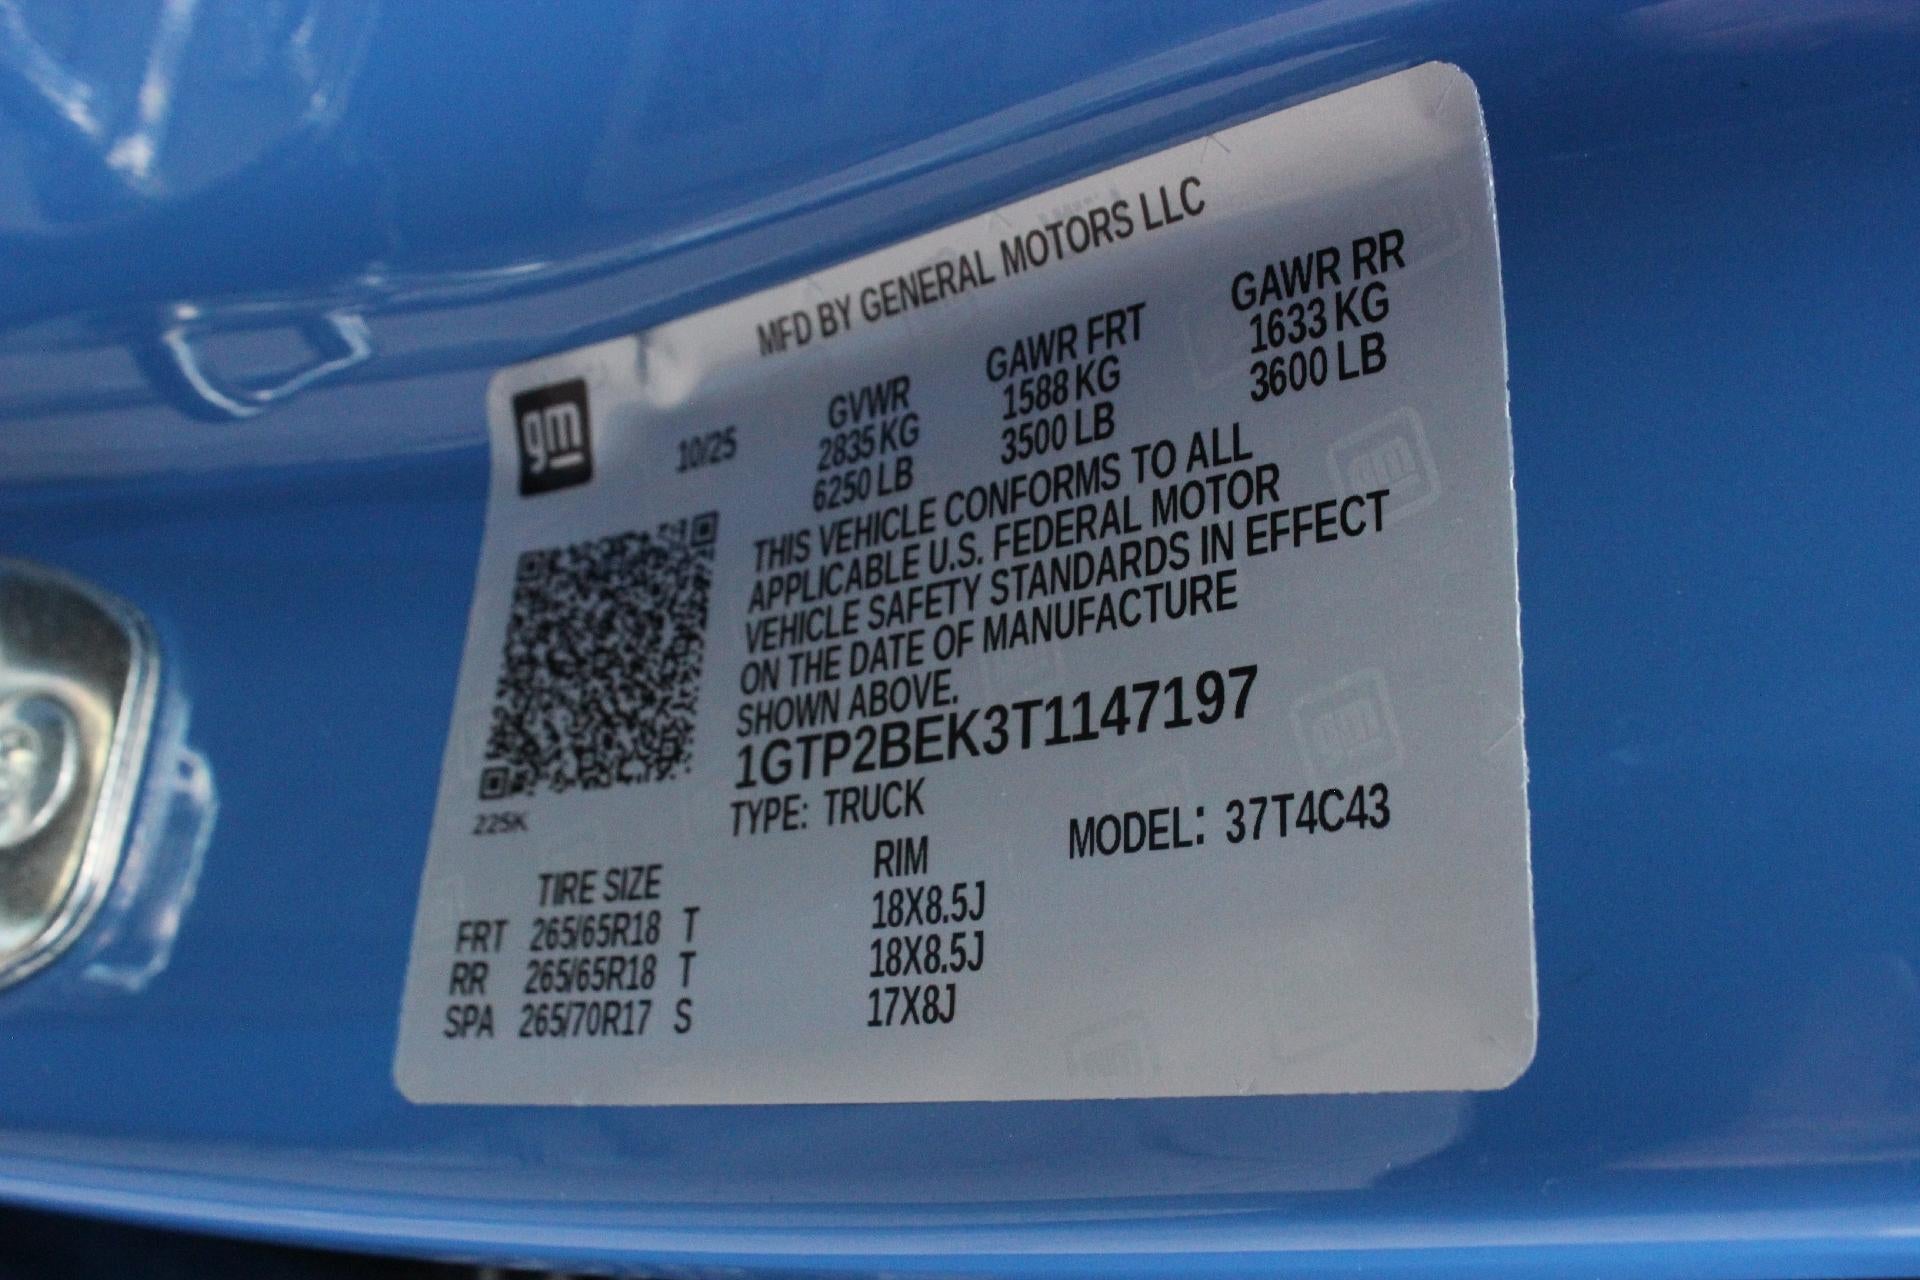 MFD BY GENERAL MOTORS LLC
gm
10/25
GVWR GAWR FRT GAWR RR
2835 KG 1588 KG 1633 KG
6250 LB 3500 LB 3600 LB
THIS VEHICLE CONFORMS TO ALL
APPLICABLE U.S. FEDERAL MOTOR
VEHICLE SAFETY STANDARDS IN EFFECT
ON THE DATE OF MANUFACTURE
SHOWN ABOVE.
1GTP2BEK3T1147197
225K
TYPE: TRUCK MODEL: 37T4C43
TIRE SIZE RIM
FRT 265/65R18 T 18X8.5J
RR 265/65R18 T 18X8.5J
SPA 265/70R17 S 17X8J